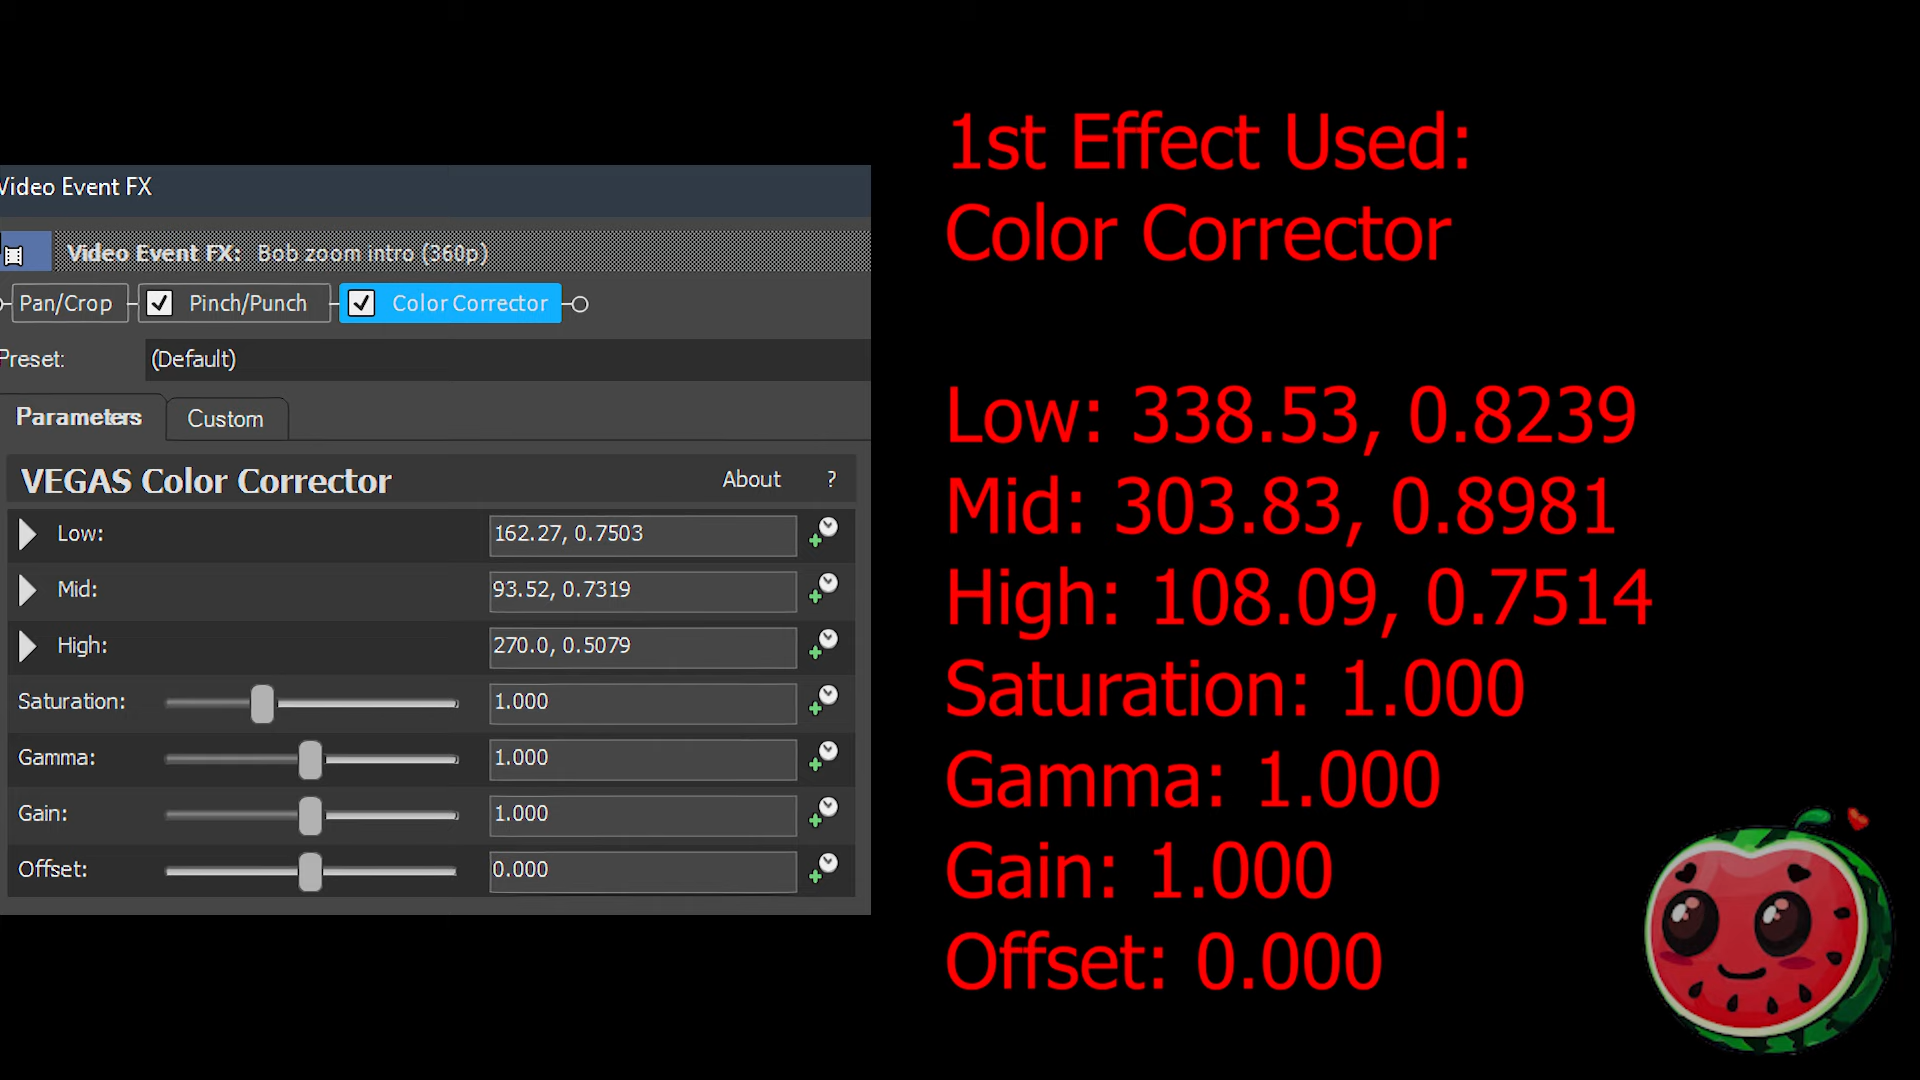 Video Event FX
Video Event FX: Bob zoom intro (360p)
Pan/Crop Pinch/Punch Color Corrector
Preset: (Default)
Parameters Custom
VEGAS Color Corrector About ?
Low: 162.27, 0.7503
Mid: 93.52, 0.7319
High: 270.0, 0.5079
Saturation: 1.000
Gamma: 1.000
Gain: 1.000
Offset: 0.000
1st Effect Used:
Color Corrector
Low: 338.53, 0.8239
Mid: 303.83, 0.8981
High: 108.09, 0.7514
Saturation: 1.000
Gamma: 1.000
Gain: 1.000
Offset: 0.000